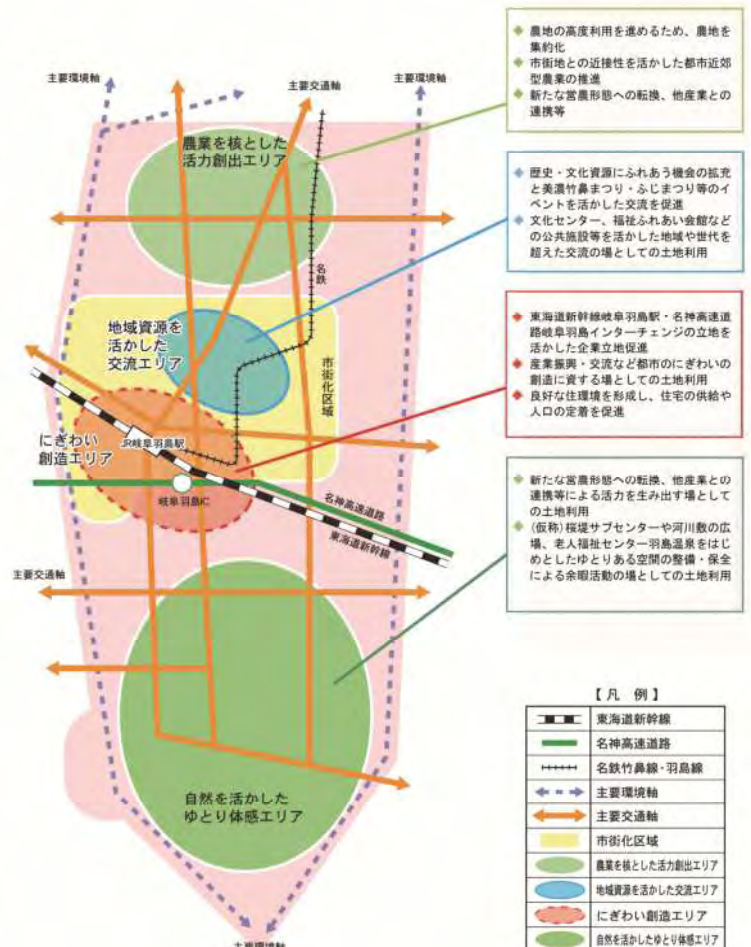 主要環境軸
主要交通軸
主要環境軸
農業を核とした
活力創出エリア
名鉄
地域資源を
活かした
交流エリア
市街化区域
にぎわい
創造エリア
JR岐阜羽島駅
岐阜羽島IC
名神高速道路
東海道新幹線
主要交通軸
自然を活かした
ゆとり体感エリア
主要環境軸
◆ 農地の高度利用を進めるため、農地を
集約化
◆ 市街地との近接性を活かした都市近郊
型農業の推進
◆ 新たな営農形態への転換、他産業との
連携等
◆ 歴史・文化資源にふれあう機会の拡充
と美濃竹鼻まつり・ふじまつり等のイ
ベントを活かした交流を促進
◆ 文化センター、福祉ふれあい会館など
の公共施設等を活かした地域や世代を
超えた交流の場としての土地利用
◆ 東海道新幹線岐阜羽島駅・名神高速道
路岐阜羽島インターチェンジの立地を
活かした企業立地促進
◆ 産業振興・交流など都市のにぎわいの
創造に資する場としての土地利用
◆ 良好な住環境を形成し、住宅の供給や
人口の定着を促進
◆ 新たな営農形態への転換、他産業との
連携等による活力を生み出す場として
の土地利用
◆ (仮称)桜堤サブセンターや河川敷の広
場、老人福祉センター羽島温泉をはじ
めとしたゆとりある空間の整備・保全
による余暇活動の場としての土地利用
【凡 例】
東海道新幹線
名神高速道路
名鉄竹鼻線・羽島線
主要環境軸
主要交通軸
市街化区域
農業を核とした活力創出エリア
地域資源を活かした交流エリア
にぎわい創造エリア
自然を活かしたゆとり体感エリア